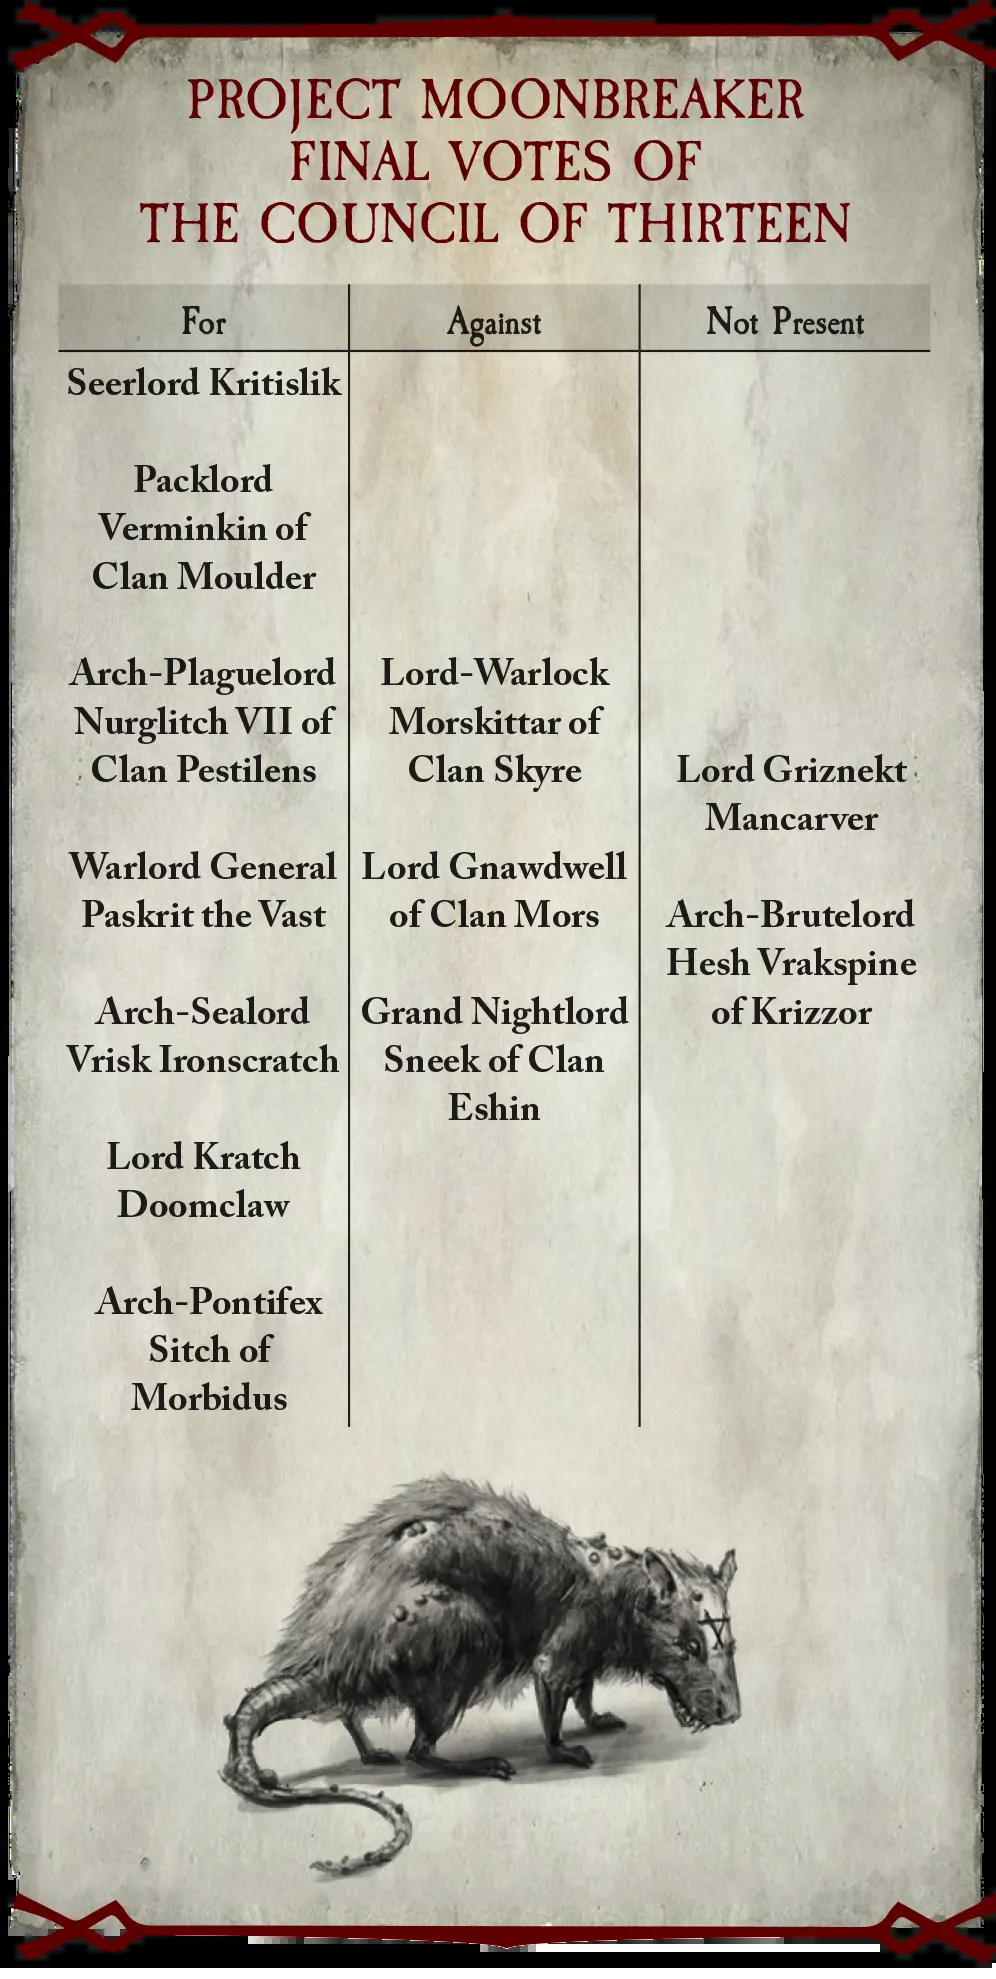 PROJECT MOONBREAKER
FINAL VOTES OF
THE COUNCIL OF THIRTEEN
For
Against
Not Present
Seerlord Kritislik
Packlord
Verminkin of
Clan Moulder
Arch-Plaguelord
Nurglitch VII of
Clan Pestilens
Warlord General
Paskrit the Vast
Arch-Sealord
Vrisk Ironscratch
Lord Kratch
Doomclaw
Arch-Pontifex
Sitch of
Morbidus
Lord-Warlock
Morskittar of
Clan Skyre
Lord Gnawdwell
of Clan Mors
Grand Nightlord
Sneek of Clan
Eshin
Lord Griznekt
Mancarver
Arch-Brutelord
Hesh Vrakspine
of Krizzor